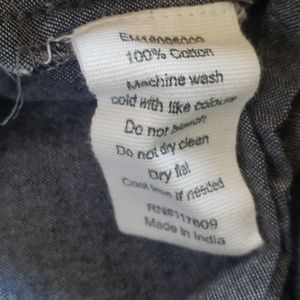 100% Cotton
Machine wash
cold with like colours
Do not bleach
Do not dry clean
Dry flat
Cool iron if needed
RN#117609
Made in India